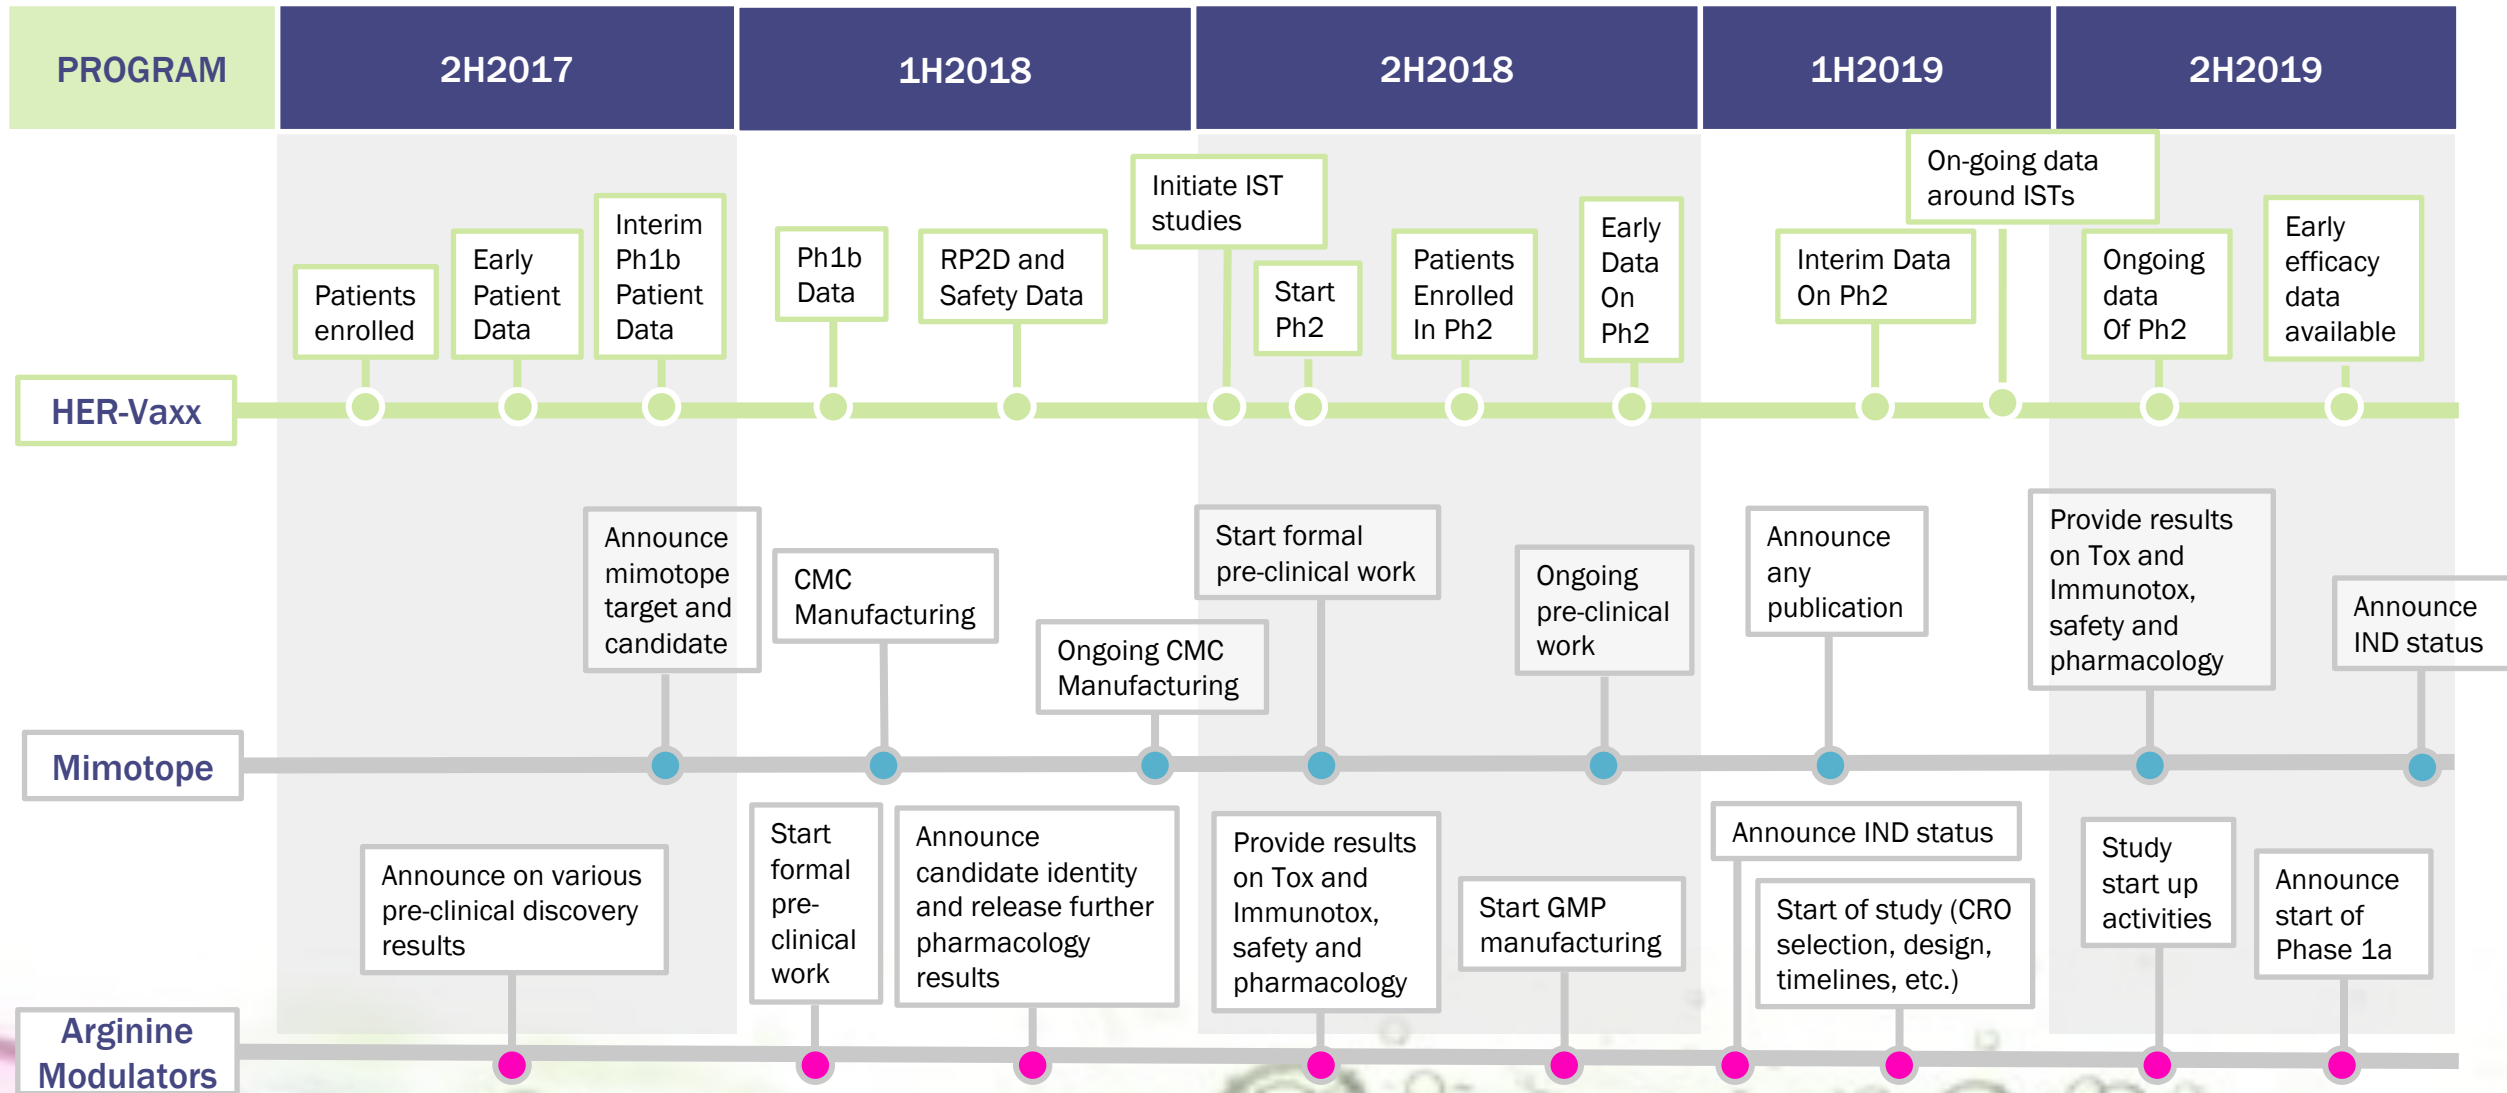 PROGRAM
2H2017
1H2018
2H2018
1H2019
2H2019
HER-Vaxx
Patients
enrolled
Early
Patient
Data
Interim
Ph1b
Patient
Data
Ph1b
Data
RP2D and
Safety Data
Initiate IST
studies
Start
Ph2
Patients
Enrolled
In Ph2
Early
Data
On
Ph2
Interim Data
On Ph2
On-going data
around ISTs
Ongoing
data
Of Ph2
Early
efficacy
data
available
Mimotope
Announce
mimotope
target and
candidate
CMC
Manufacturing
Ongoing CMC
Manufacturing
Start formal
pre-clinical work
Ongoing
pre-clinical
work
Announce
any
publication
Provide results
on Tox and
Immunotox,
safety and
pharmacology
Announce
IND status
Arginine
Modulators
Announce on various
pre-clinical discovery
results
Start
formal
pre-
clinical
work
Announce
candidate identity
and release further
pharmacology
results
Provide results
on Tox and
Immunotox,
safety and
pharmacology
Start GMP
manufacturing
Announce IND status
Start of study (CRO
selection, design,
timelines, etc.)
Study
start up
activities
Announce
start of
Phase 1a